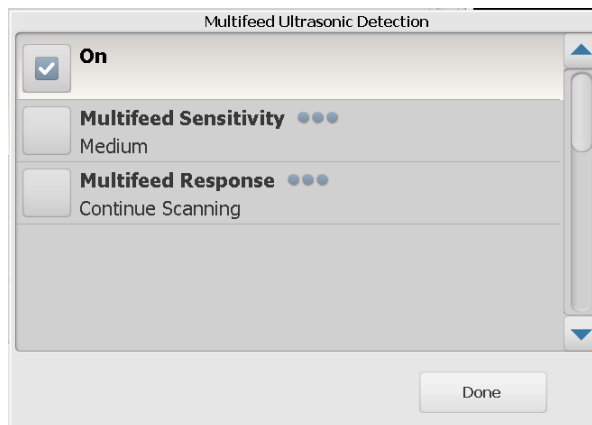 Multifeed Ultrasonic Detection
On
Multifeed Sensitivity
Medium
Multifeed Response
Continue Scanning
Done